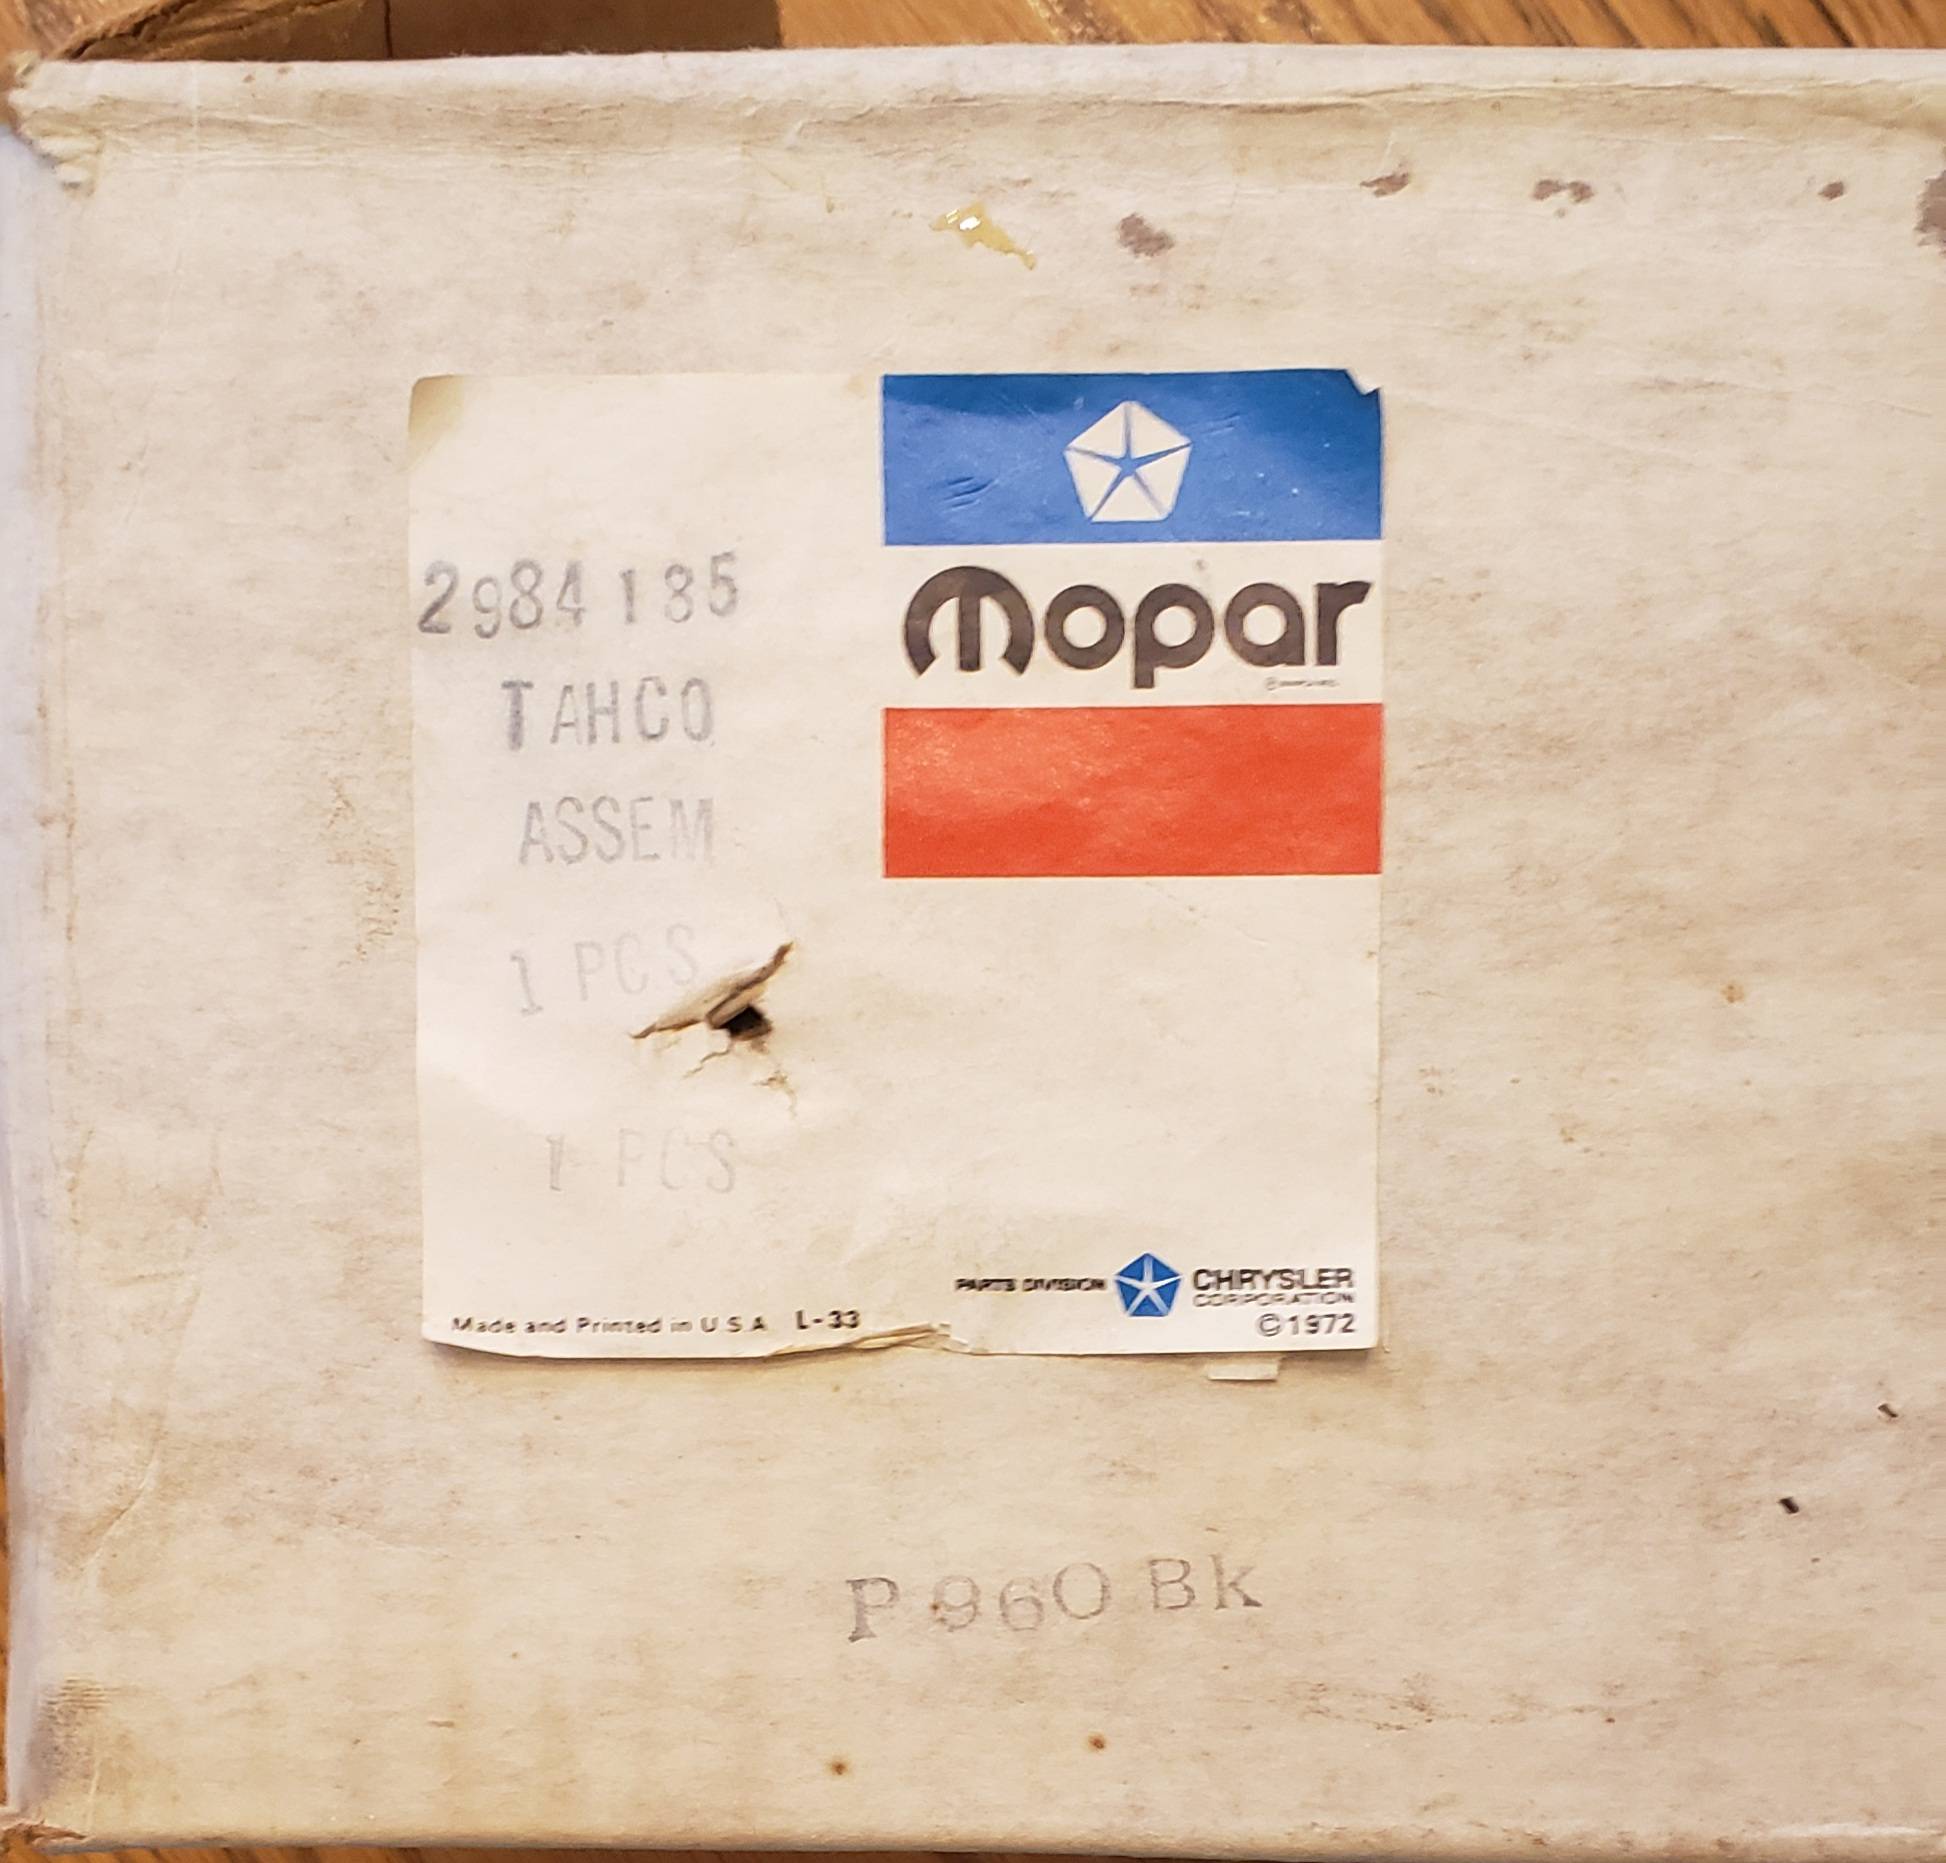 2984185
TAHCO
ASSEM
1 PCS
1 PCS
Mopar
PARTS DIVISION CHRYSLER
CORPORATION
©1972
Made and Printed in U S A L-33
P 960 Bk